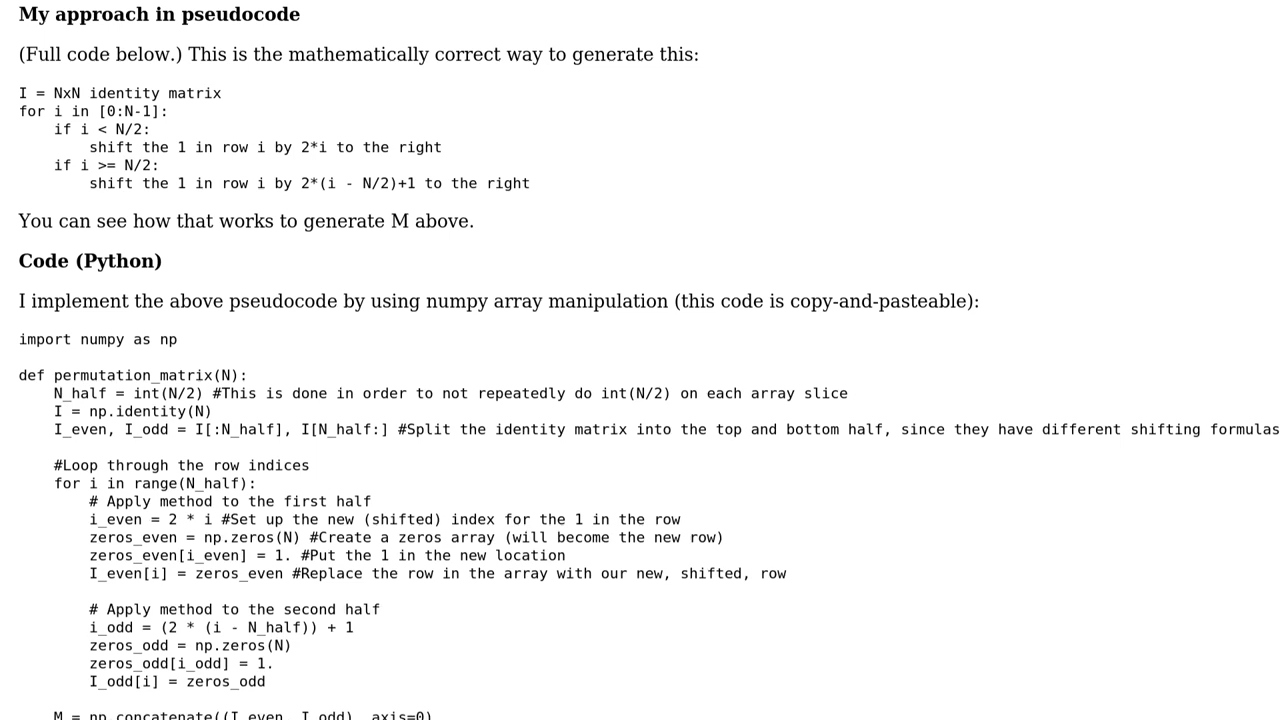 My approach in pseudocode
(Full code below.) This is the mathematically correct way to generate this:
I = NxN identity matrix
for i in [0:N-1]:
    if i < N/2:
        shift the 1 in row i by 2*i to the right
    if i >= N/2:
        shift the 1 in row i by 2*(i - N/2)+1 to the right
You can see how that works to generate M above.
Code (Python)
I implement the above pseudocode by using numpy array manipulation (this code is copy-and-pasteable):
import numpy as np
def permutation_matrix(N):
    N_half = int(N/2) #This is done in order to not repeatedly do int(N/2) on each array slice
    I = np.identity(N)
    I_even, I_odd = I[:N_half], I[N_half:] #Split the identity matrix into the top and bottom half, since they have different shifting formulas
    #Loop through the row indices
    for i in range(N_half):
        # Apply method to the first half
        i_even = 2 * i #Set up the new (shifted) index for the 1 in the row
        zeros_even = np.zeros(N) #Create a zeros array (will become the new row)
        zeros_even[i_even] = 1. #Put the 1 in the new location
        I_even[i] = zeros_even #Replace the row in the array with our new, shifted, row
        # Apply method to the second half
        i_odd = (2 * (i - N_half)) + 1
        zeros_odd = np.zeros(N)
        zeros_odd[i_odd] = 1.
        I_odd[i] = zeros_odd
    M = np.concatenate((I_even, I_odd), axis=0)